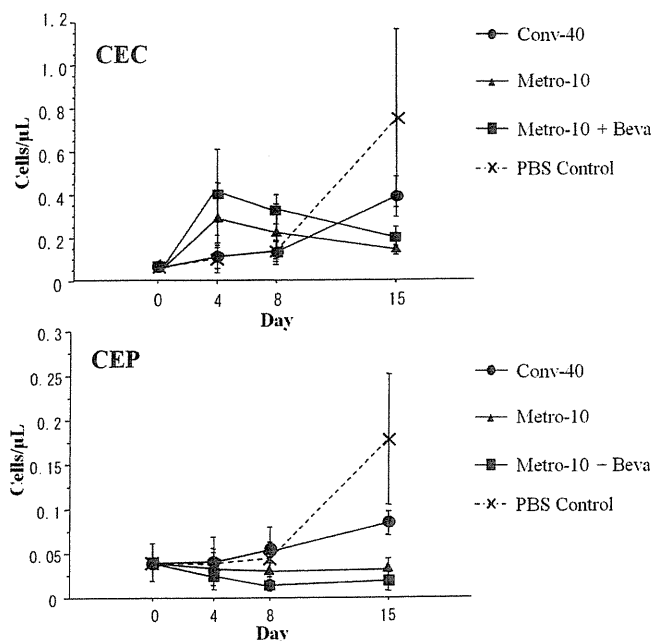 CEC
Cells/µL
1.2
1.0
0.8
0.6
0.4
0.2
0
0 4 8 15
Day
Conv-40
Metro-10
Metro-10 + Beva
PBS Control
CEP
Cells/µL
0.3
0.25
0.2
0.15
0.1
0.05
0
0 4 8 15
Day
Conv-40
Metro-10
Metro-10 − Beva
PBS Control